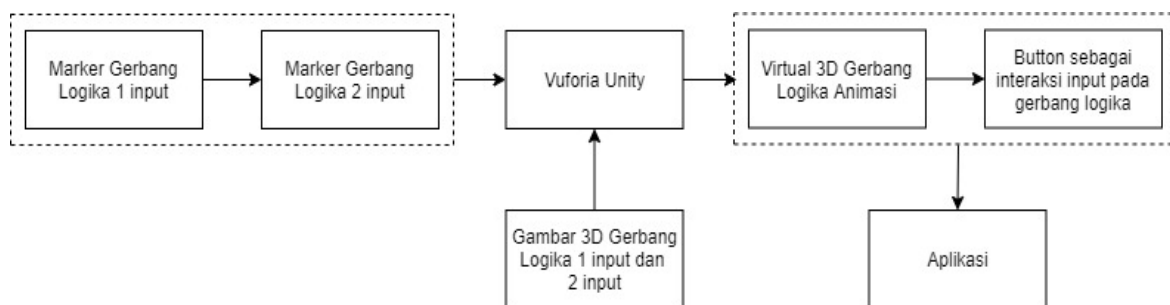 Marker Gerbang
Logika 1 input
Marker Gerbang
Logika 2 input
Vuforia Unity
Virtual 3D Gerbang
Logika Animasi
Button sebagai
interaksi input pada
gerbang logika
Gambar 3D Gerbang
Logika 1 input dan
2 input
Aplikasi